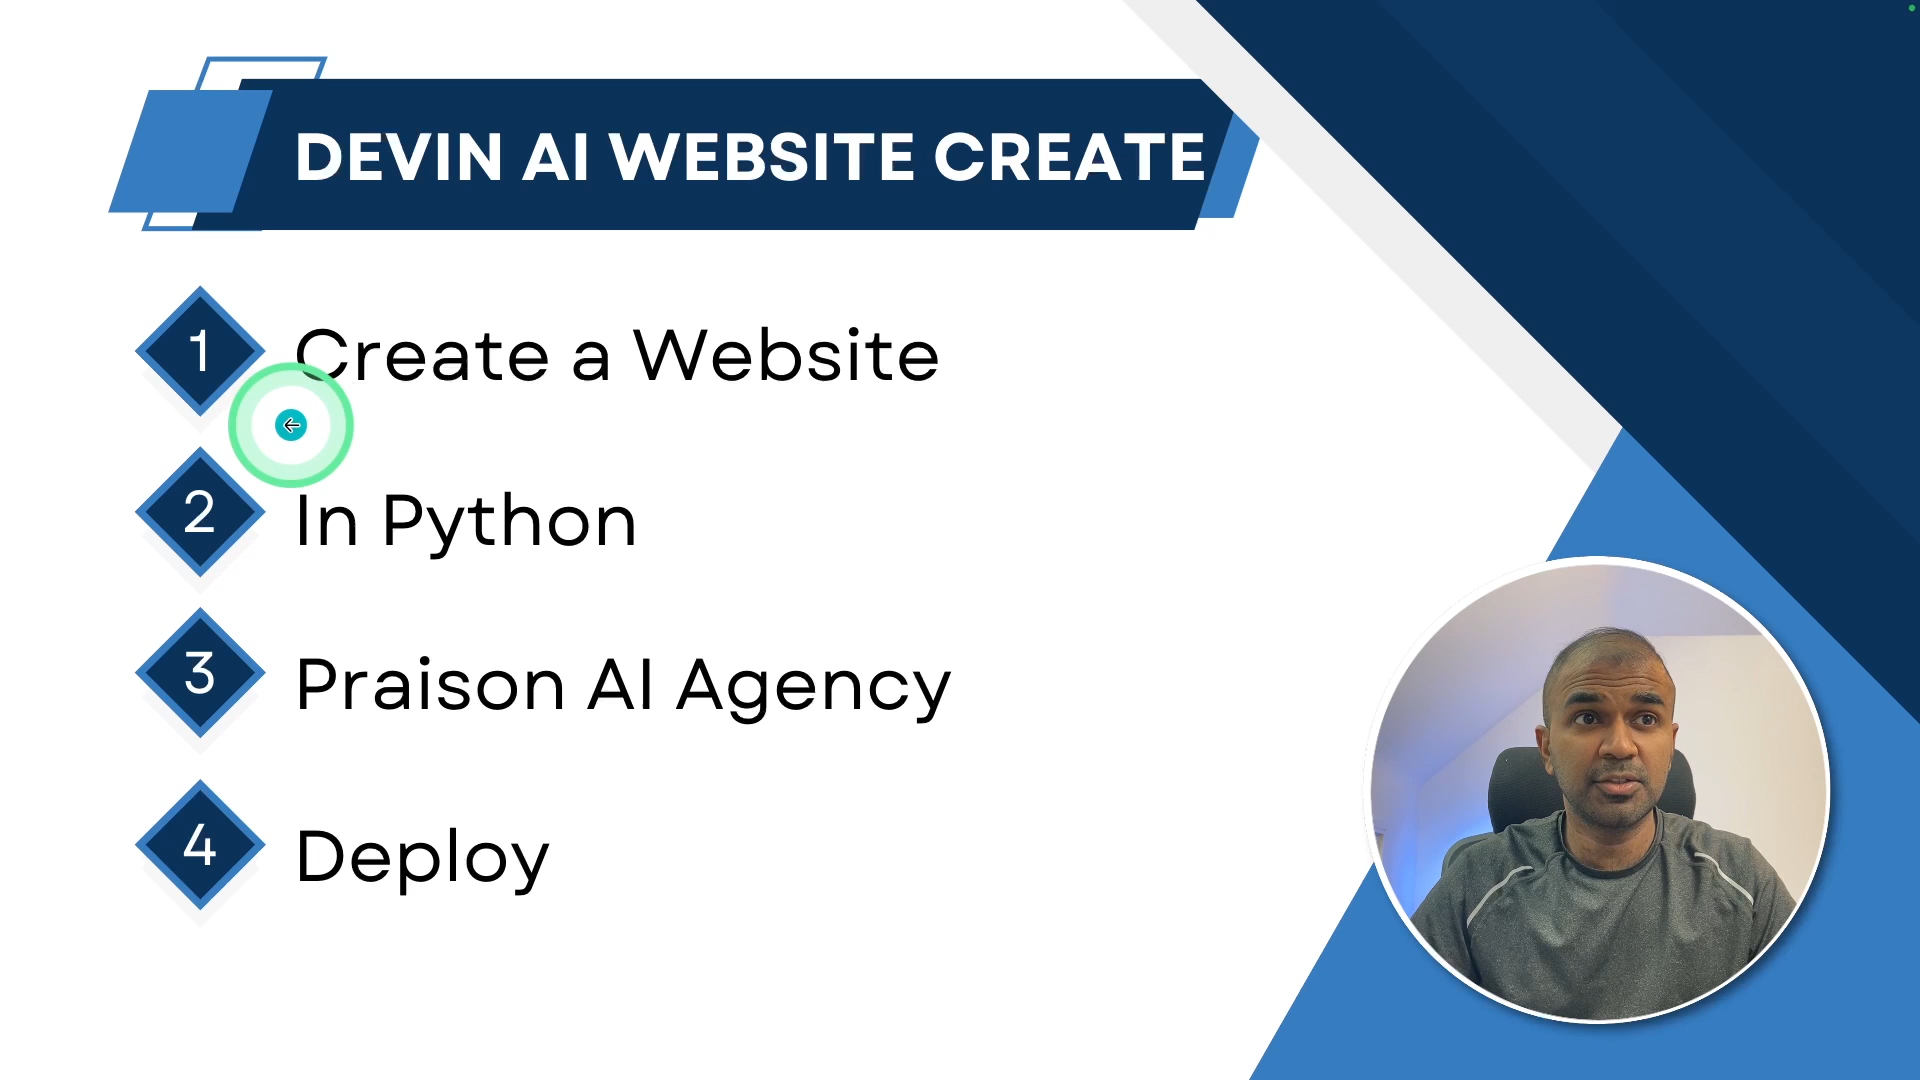 DEVIN AI WEBSITE CREATE
1 Create a Website
2 In Python
3 Praison AI Agency
4 Deploy